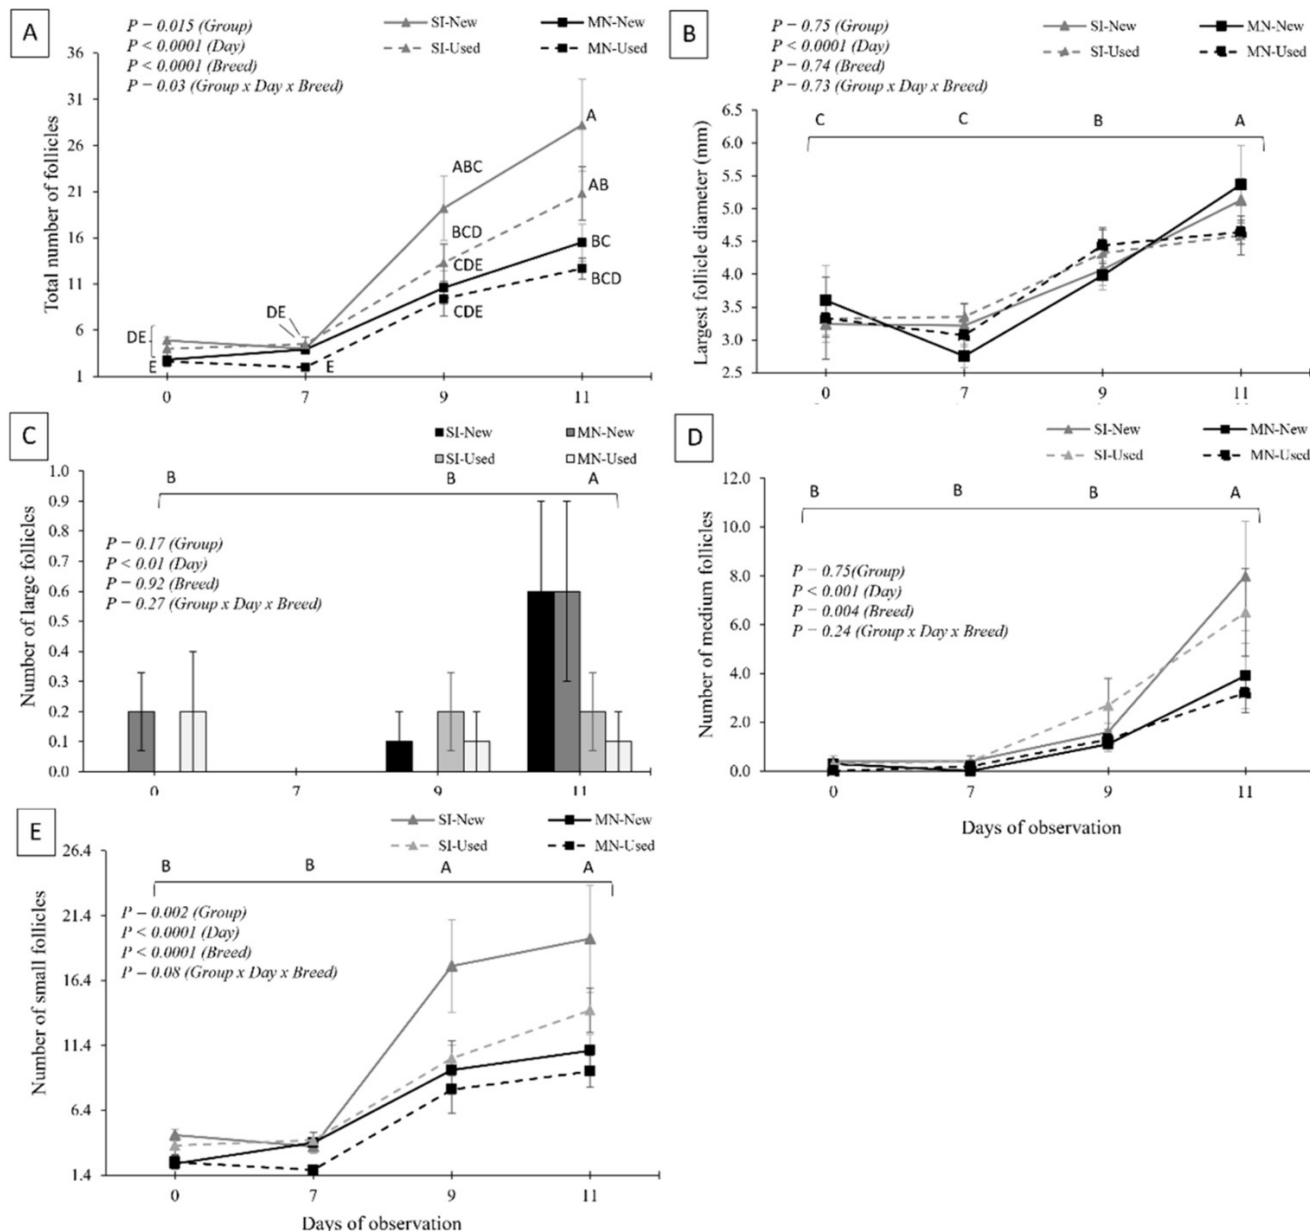 A
P = 0.015 (Group)
P < 0.0001 (Day)
P < 0.0001 (Breed)
P = 0.03 (Group x Day x Breed)
SI-New
MN-New
SI-Used
MN-Used
Total number of follicles
36
31
26
21
16
11
6
1
0
7
9
11
DE
E
DE
E
ABC
BCD
CDE
CDE
A
AB
BC
BCD
B
P = 0.75 (Group)
P < 0.0001 (Day)
P = 0.74 (Breed)
P = 0.73 (Group x Day x Breed)
SI-New
MN-New
SI-Used
MN-Used
Largest follicle diameter (mm)
6.5
6.0
5.5
5.0
4.5
4.0
3.5
3.0
2.5
C
C
B
A
0
7
9
11
C
SI-New
MN-New
SI-Used
MN-Used
Number of large follicles
1.0
0.9
0.8
0.7
0.6
0.5
0.4
0.3
0.2
0.1
0.0
B
B
A
P = 0.17 (Group)
P < 0.01 (Day)
P = 0.92 (Breed)
P = 0.27 (Group x Day x Breed)
0
7
9
11
D
SI-New
MN-New
SI-Used
MN-Used
Number of medium follicles
12.0
10.0
8.0
6.0
4.0
2.0
0.0
B
B
B
A
P = 0.75(Group)
P < 0.001 (Day)
P = 0.004 (Breed)
P = 0.24 (Group x Day x Breed)
0
7
9
11
Days of observation
E
SI-New
MN-New
SI-Used
MN-Used
Number of small follicles
26.4
21.4
16.4
11.4
6.4
1.4
B
B
A
A
P = 0.002 (Group)
P < 0.0001 (Day)
P < 0.0001 (Breed)
P = 0.08 (Group x Day x Breed)
0
7
9
11
Days of observation